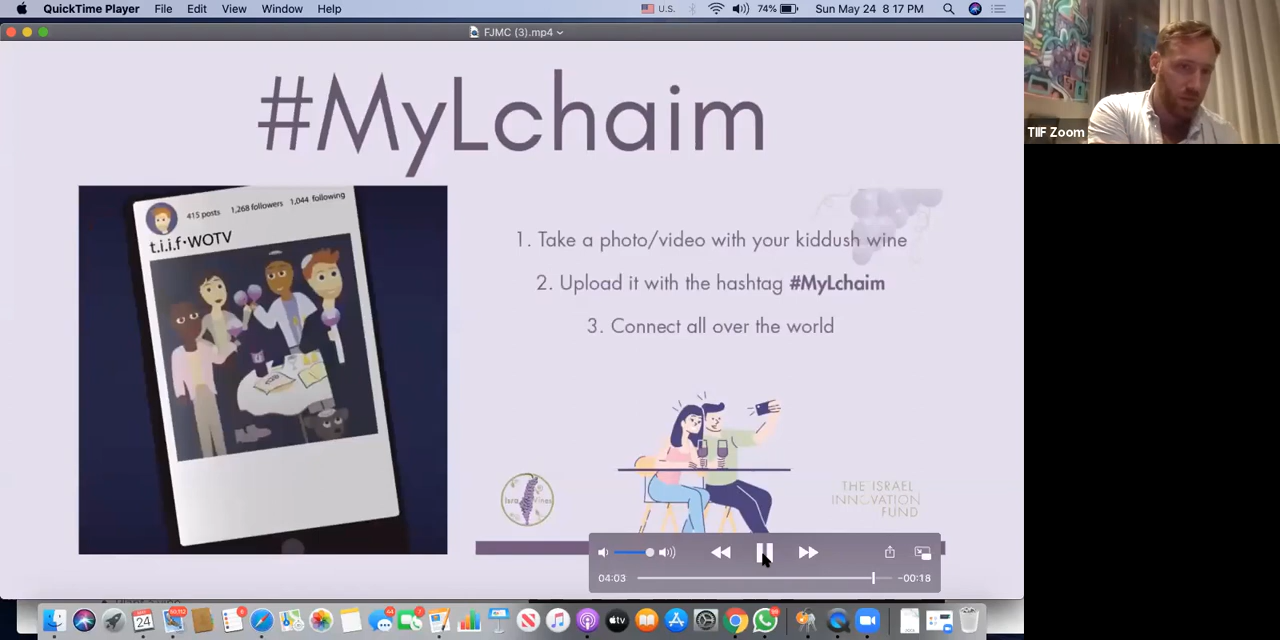 QuickTime Player File Edit View Window Help
U.S. 74% Sun May 24 8:17 PM
FJMC (3).mp4
TIIF Zoom
#MyLchaim
415 posts 1,268 followers 1,044 following
t.i.i.f·WOTV
1. Take a photo/video with your kiddush wine
2. Upload it with the hashtag #MyLchaim
3. Connect all over the world
Isra Vines
THE ISRAEL
INNOVATION
FUND
04:03 -00:18
24